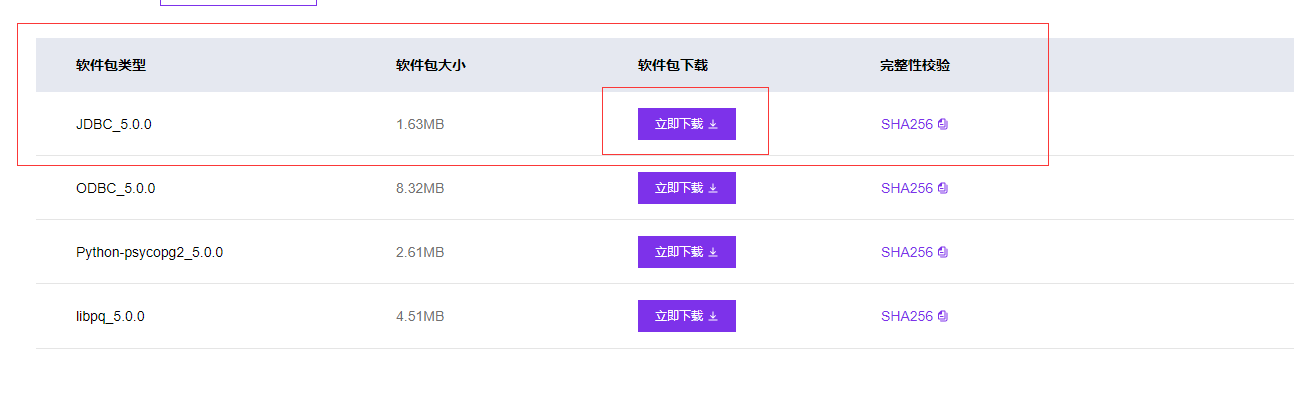 软件包类型 软件包大小 软件包下载 完整性校验
JDBC_5.0.0 1.63MB 立即下载 SHA256
ODBC_5.0.0 8.32MB 立即下载 SHA256
Python-psycopg2_5.0.0 2.61MB 立即下载 SHA256
libpq_5.0.0 4.51MB 立即下载 SHA256